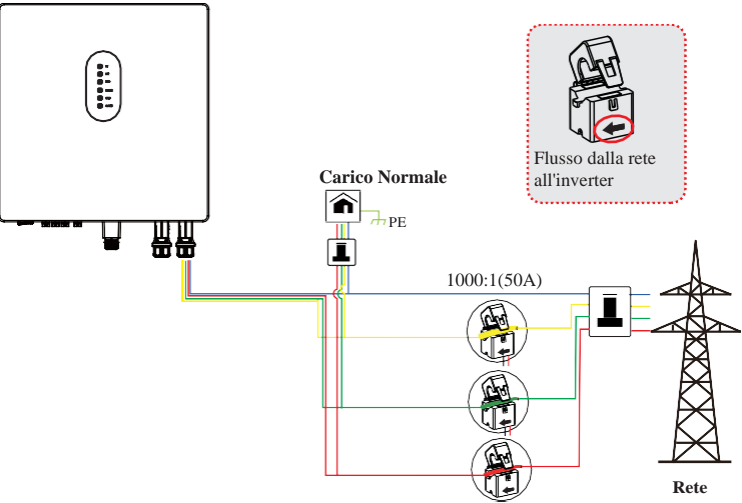 Flusso dalla rete
all'inverter
Carico Normale
PE
1000:1(50A)
Rete